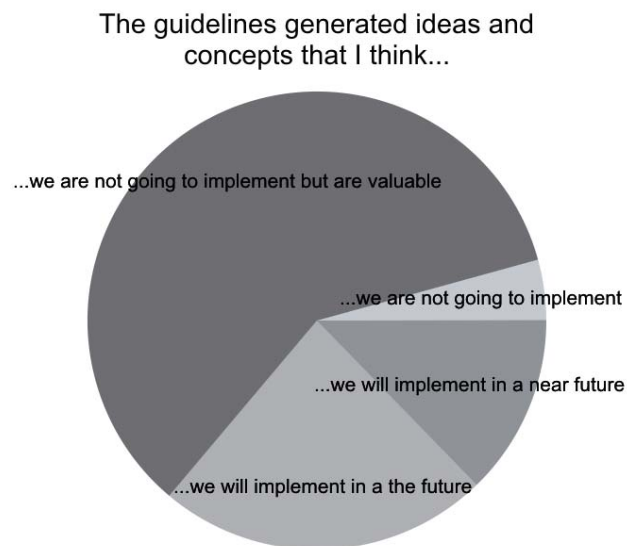 The guidelines generated ideas and
concepts that I think...
...we are not going to implement but are valuable
...we are not going to implement
...we will implement in a near future
...we will implement in a the future